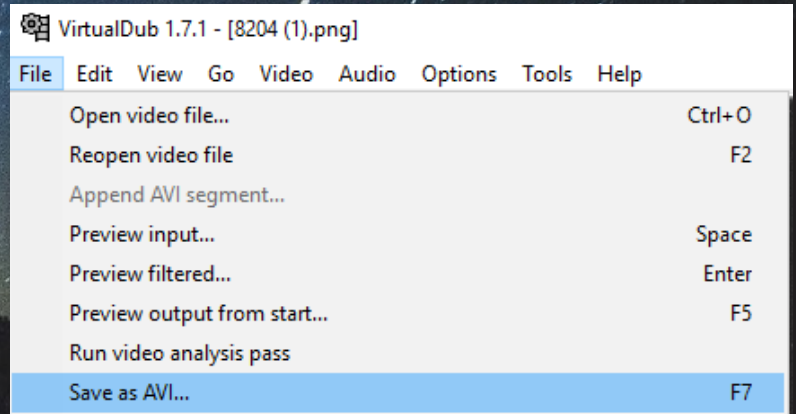 VirtualDub 1.7.1 - [8204 (1).png]
File Edit View Go Video Audio Options Tools Help
Open video file... Ctrl+O
Reopen video file F2
Append AVI segment...
Preview input... Space
Preview filtered... Enter
Preview output from start... F5
Run video analysis pass
Save as AVI... F7